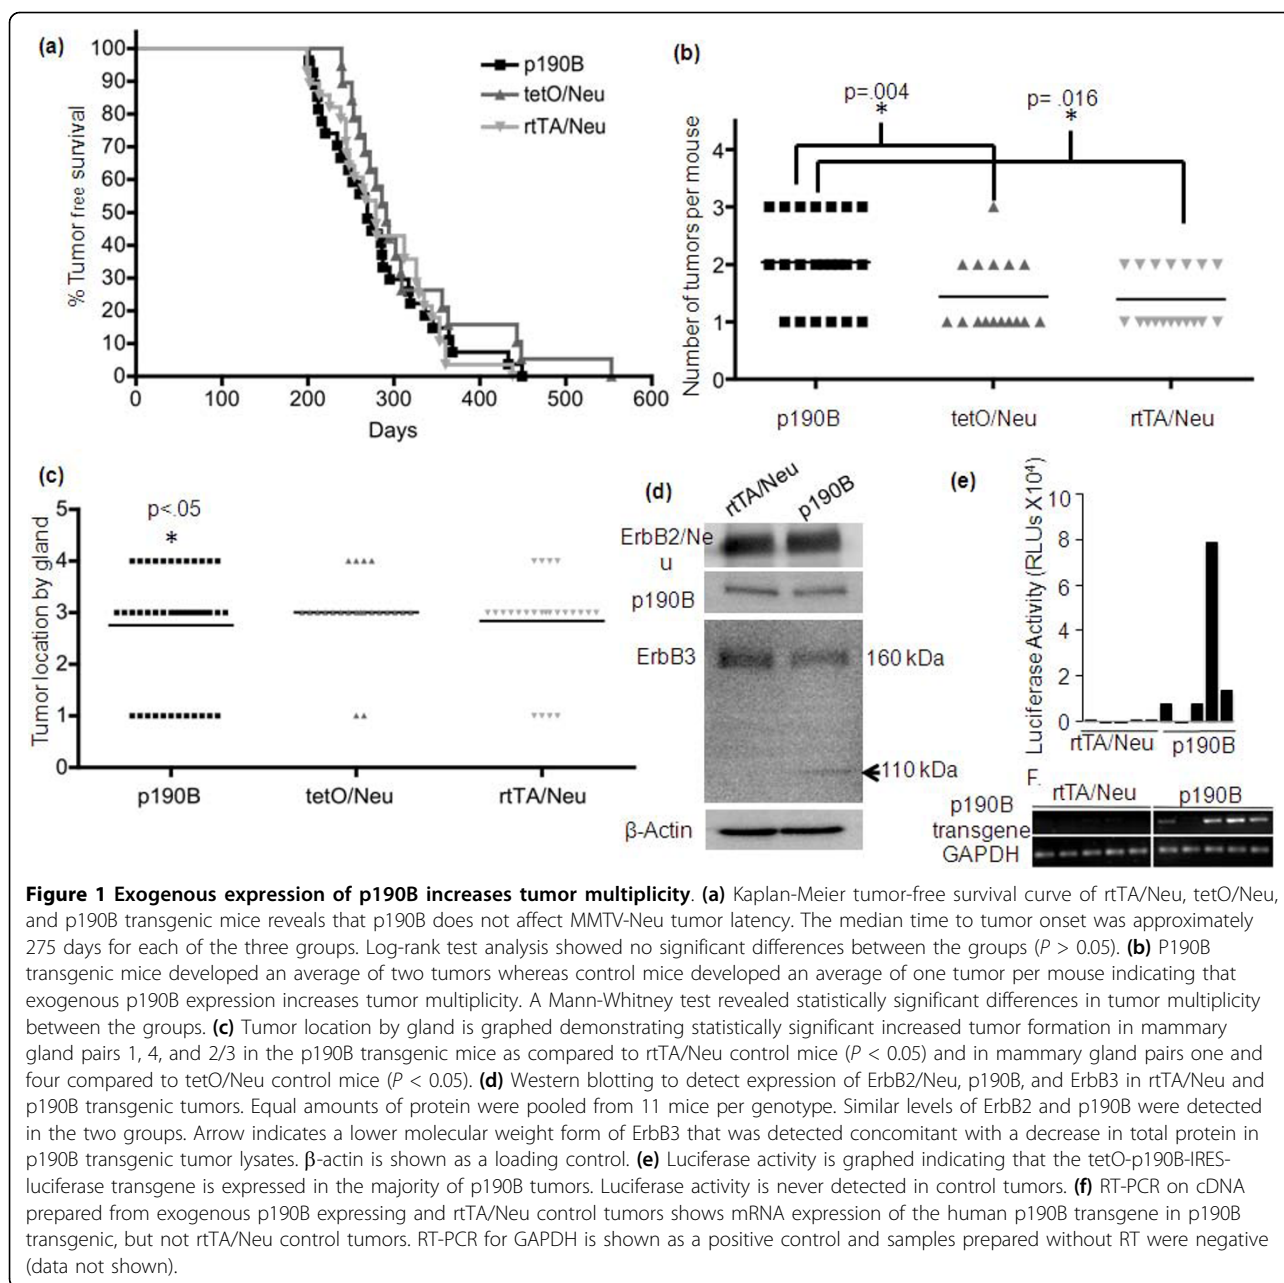 (a)
100
90
80
70
60
50
40
30
20
10
0
% Tumor free survival
0 100 200 300 400 500 600
Days
p190B
tetO/Neu
rtTA/Neu
(b)
p=.004
*
p= .016
*
Number of tumors per mouse
4
3
2
1
0
p190B tetO/Neu rtTA/Neu
(c)
p<.05
*
Tumor location by gland
5
4
3
2
1
0
p190B tetO/Neu rtTA/Neu
(d)
rtTA/Neu p190B
ErbB2/Ne
u
p190B
ErbB3
160 kDa
110 kDa
β-Actin
(e)
Luciferase Activity (RLUs X10⁴)
10
8
6
4
2
0
rtTA/Neu p190B
F.
rtTA/Neu p190B
p190B
transgene
GAPDH
Figure 1 Exogenous expression of p190B increases tumor multiplicity. (a) Kaplan-Meier tumor-free survival curve of rtTA/Neu, tetO/Neu,
and p190B transgenic mice reveals that p190B does not affect MMTV-Neu tumor latency. The median time to tumor onset was approximately
275 days for each of the three groups. Log-rank test analysis showed no significant differences between the groups (P > 0.05). (b) P190B
transgenic mice developed an average of two tumors whereas control mice developed an average of one tumor per mouse indicating that
exogenous p190B expression increases tumor multiplicity. A Mann-Whitney test revealed statistically significant differences in tumor multiplicity
between the groups. (c) Tumor location by gland is graphed demonstrating statistically significant increased tumor formation in mammary
gland pairs 1, 4, and 2/3 in the p190B transgenic mice as compared to rtTA/Neu control mice (P < 0.05) and in mammary gland pairs one and
four compared to tetO/Neu control mice (P < 0.05). (d) Western blotting to detect expression of ErbB2/Neu, p190B, and ErbB3 in rtTA/Neu and
p190B transgenic tumors. Equal amounts of protein were pooled from 11 mice per genotype. Similar levels of ErbB2 and p190B were detected
in the two groups. Arrow indicates a lower molecular weight form of ErbB3 that was detected concomitant with a decrease in total protein in
p190B transgenic tumor lysates. β-actin is shown as a loading control. (e) Luciferase activity is graphed indicating that the tetO-p190B-IRES-
luciferase transgene is expressed in the majority of p190B tumors. Luciferase activity is never detected in control tumors. (f) RT-PCR on cDNA
prepared from exogenous p190B expressing and rtTA/Neu control tumors shows mRNA expression of the human p190B transgene in p190B
transgenic, but not rtTA/Neu control tumors. RT-PCR for GAPDH is shown as a positive control and samples prepared without RT were negative
(data not shown).